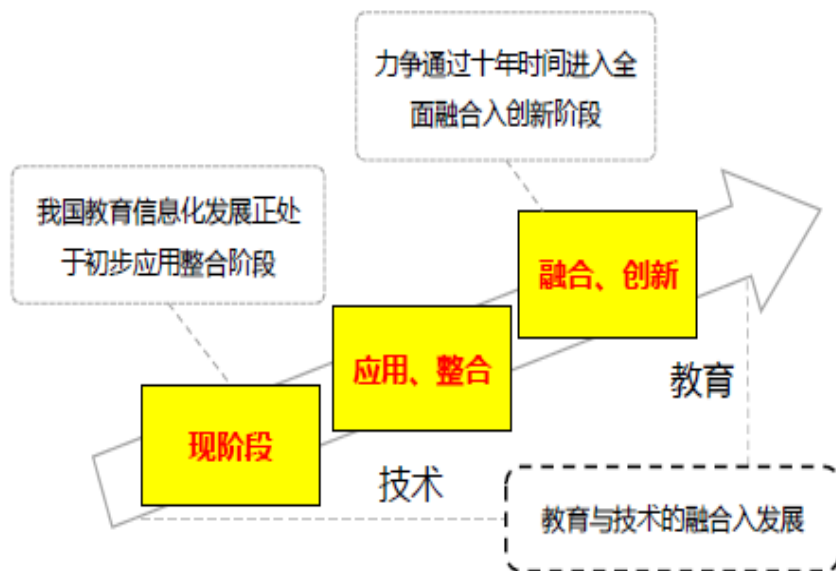 力争通过十年时间进入全
面融合入创新阶段
我国教育信息化发展正处
于初步应用整合阶段
融合、创新
应用、整合
现阶段
教育
技术
教育与技术的融合入发展